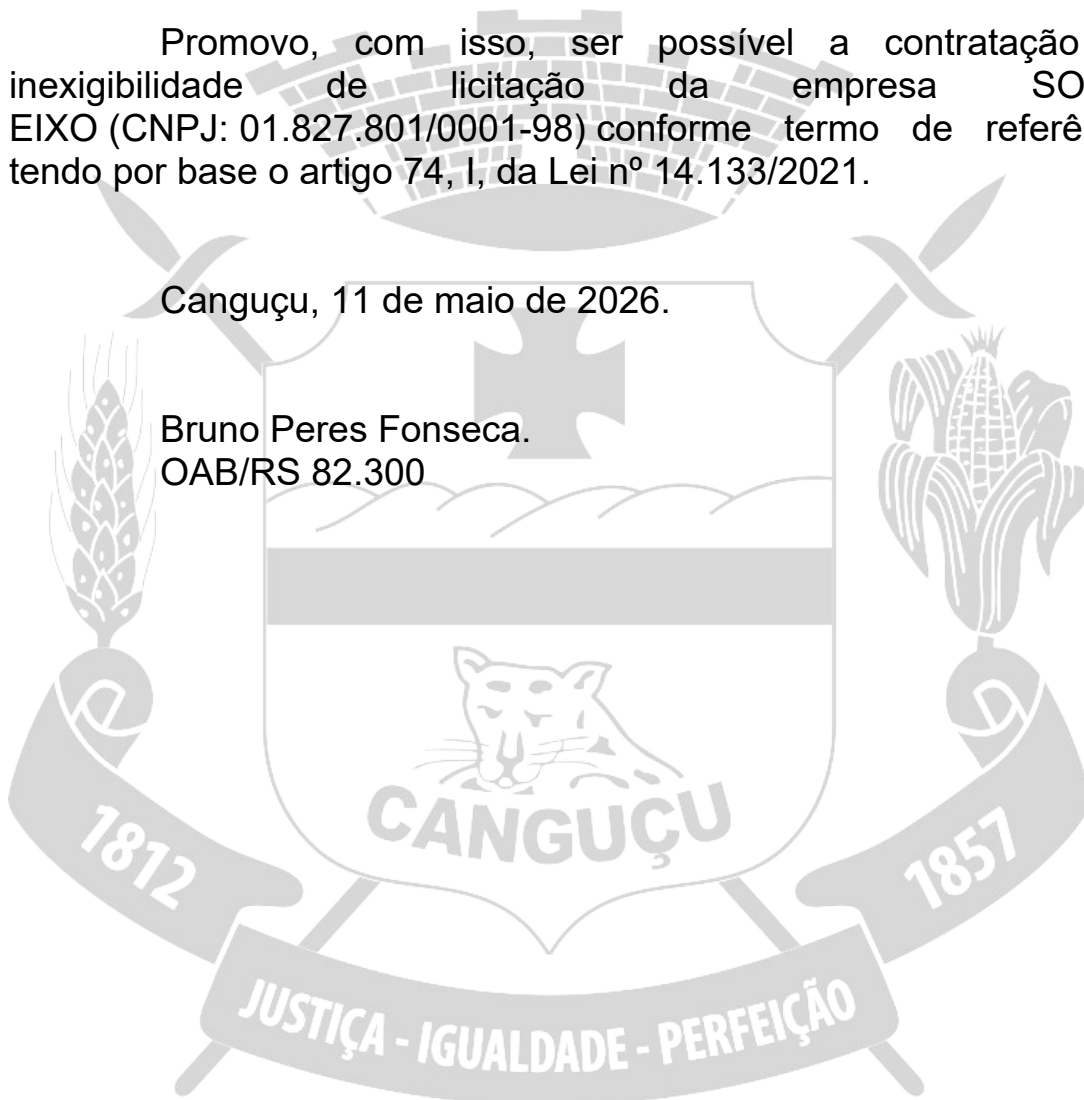 Promovo, com isso, ser possível a contratação
inexigibilidade de licitação da empresa SO
EIXO (CNPJ: 01.827.801/0001-98) conforme termo de referê
tendo por base o artigo 74, I, da Lei nº 14.133/2021.
Canguçu, 11 de maio de 2026.
Bruno Peres Fonseca.
OAB/RS 82.300
CANGUÇU
1812
1857
JUSTIÇA - IGUALDADE - PERFEIÇÃO